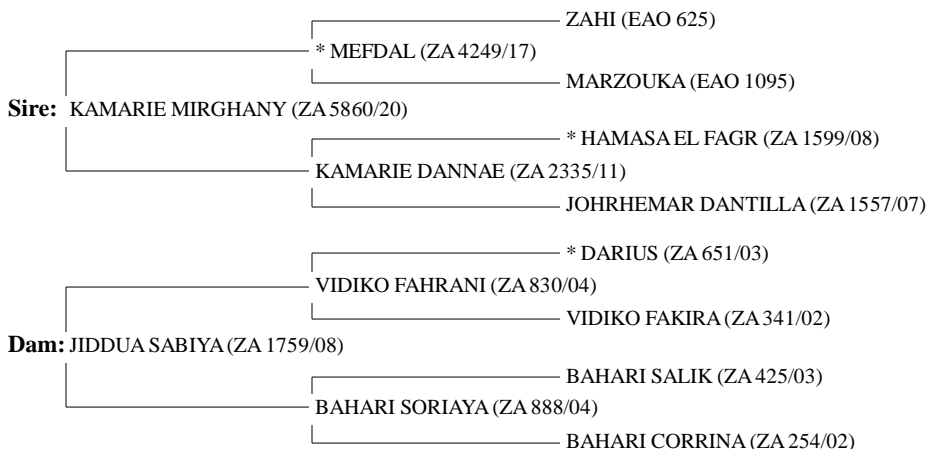 ZAHI (EAO 625)
* MEFDAL (ZA 4249/17)
MARZOUKA (EAO 1095)
Sire: KAMARIE MIRGHANY (ZA 5860/20)
* HAMASA EL FAGR (ZA 1599/08)
KAMARIE DANNAE (ZA 2335/11)
JOHRHEMAR DANTILLA (ZA 1557/07)
* DARIUS (ZA 651/03)
VIDIKO FAHRANI (ZA 830/04)
VIDIKO FAKIRA (ZA 341/02)
Dam: JIDDUA SABIYA (ZA 1759/08)
BAHARI SALIK (ZA 425/03)
BAHARI SORIAYA (ZA 888/04)
BAHARI CORRINA (ZA 254/02)